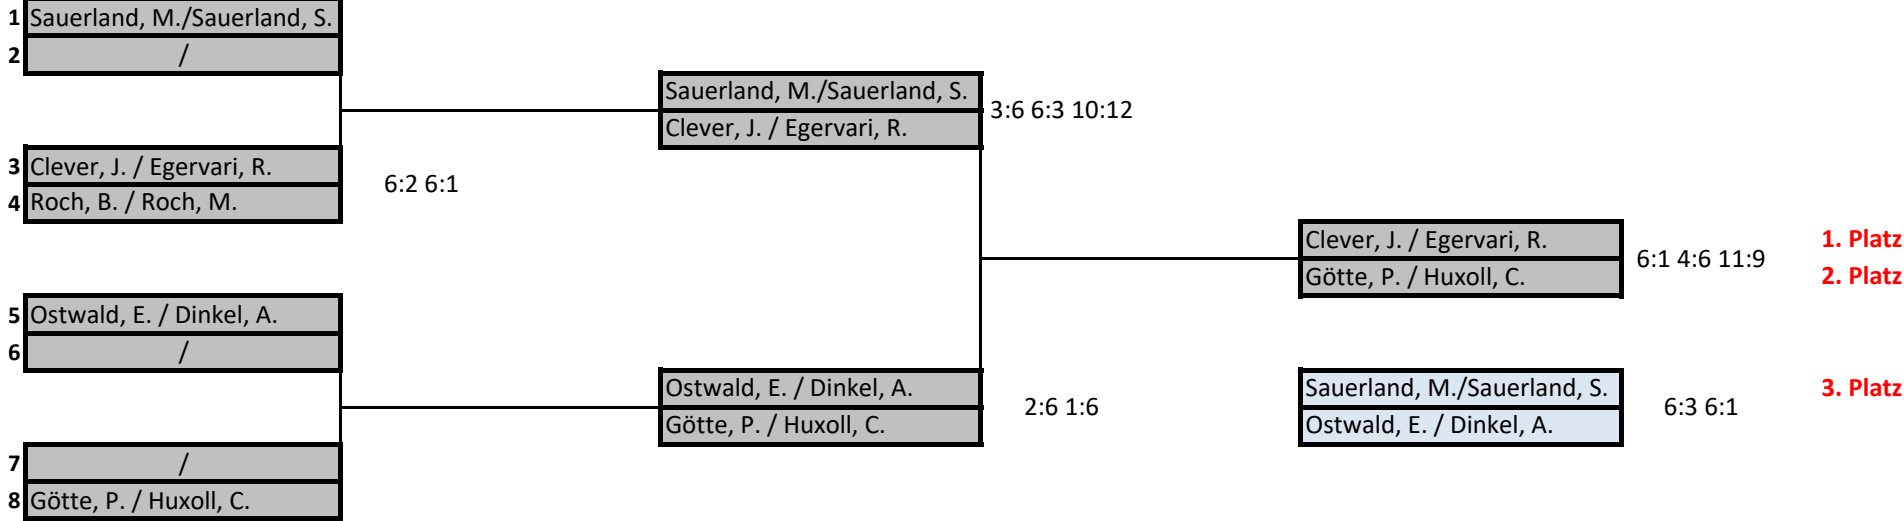 1 Sauerland, M./Sauerland, S.
2 /
3 Clever, J. / Egervari, R.
4 Roch, B. / Roch, M.
6:2 6:1
5 Ostwald, E. / Dinkel, A.
6 /
7 /
8 Götte, P. / Huxoll, C.
Sauerland, M./Sauerland, S.
Clever, J. / Egervari, R.
3:6 6:3 10:12
Ostwald, E. / Dinkel, A.
Götte, P. / Huxoll, C.
2:6 1:6
Clever, J. / Egervari, R.
Götte, P. / Huxoll, C.
6:1 4:6 11:9
1. Platz
2. Platz
Sauerland, M./Sauerland, S.
Ostwald, E. / Dinkel, A.
6:3 6:1
3. Platz